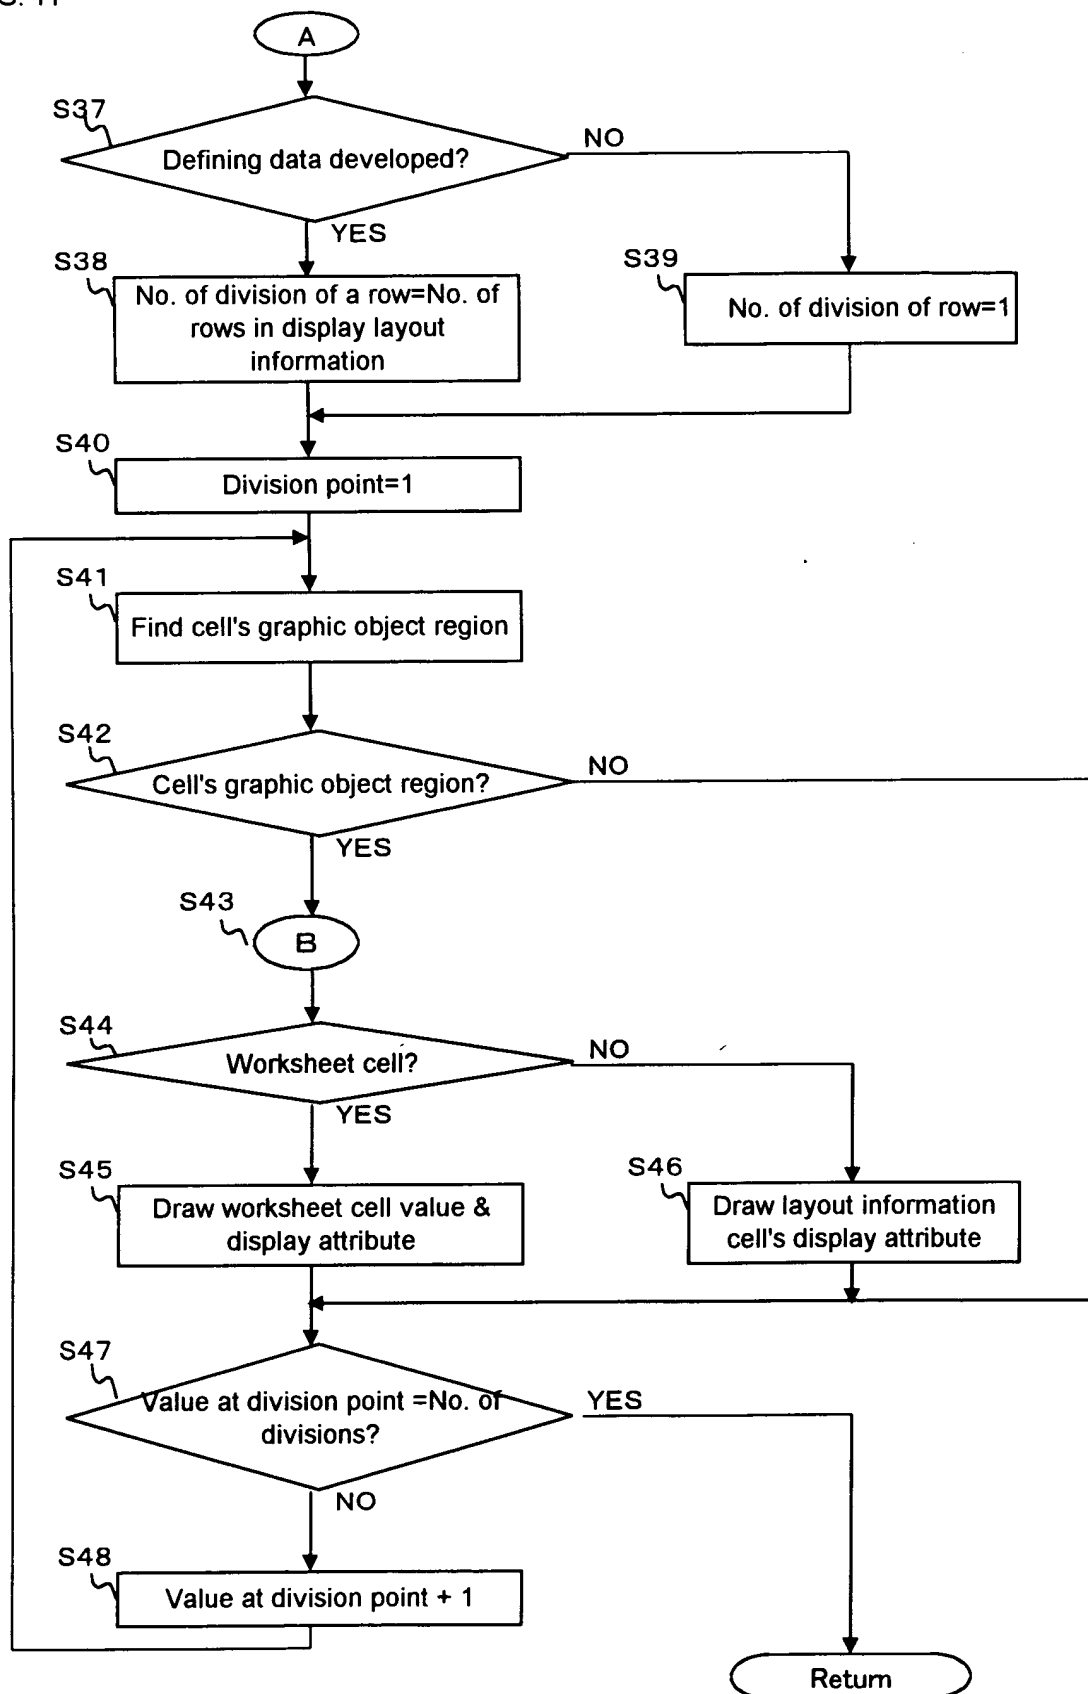 A
S37
NO
Defining data developed?
YES
S38
S39
No. of division of a row=No. of
rows in display layout
information
No. of division of row=1
S40
Division point=1
S41
Find cell's graphic object region
S42
NO
Cell's graphic object region?
YES
S43
B
S44
NO
Worksheet cell?
YES
S45
S46
Draw worksheet cell value &
display attribute
Draw layout information
cell's display attribute
S47
YES
Value at division point =No. of
divisions?
NO
S48
Value at division point + 1
Return